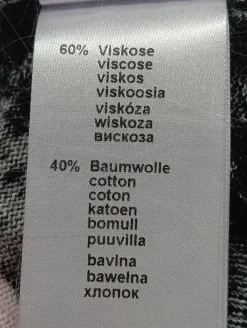 60% Viskose
viscose
viskos
viskoosia
viskóza
wiskoza
вискоза
40% Baumwolle
cotton
coton
katoen
bomull
puuvilla
bavlna
bawełna
хлопок